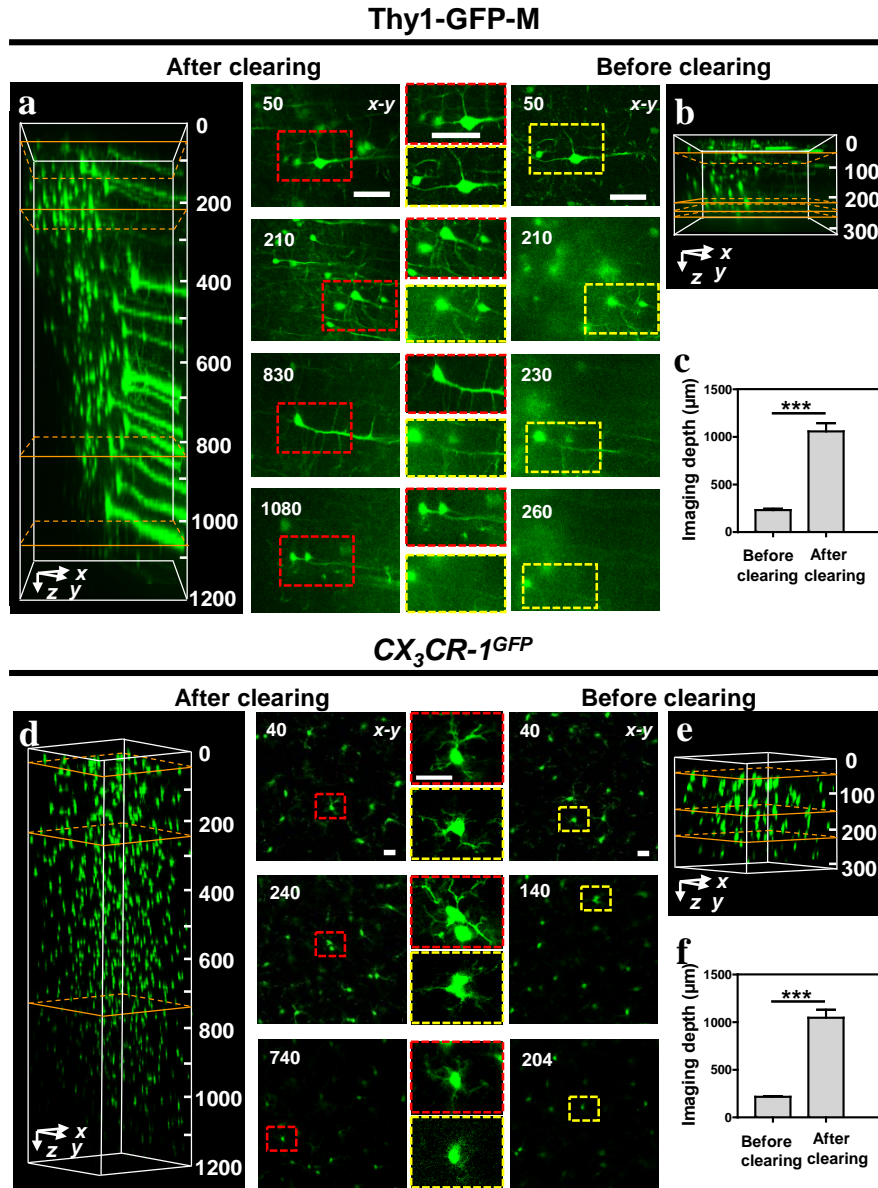 Thy1-GFP-M
After clearing
Before clearing
a
0
200
400
600
800
1000
1200
x
z y
50 x-y
210
830
1080
50 x-y
210
230
260
b
0
100
200
300
x
z y
c
Imaging depth (µm)
1500
1000
500
0
***
Before clearing
After clearing
CX3CR-1GFP
After clearing
Before clearing
d
0
200
400
600
800
1000
1200
x
z y
40 x-y
240
740
40 x-y
140
204
e
0
100
200
300
x
z y
f
Imaging depth (µm)
1500
1000
500
0
***
Before clearing
After clearing